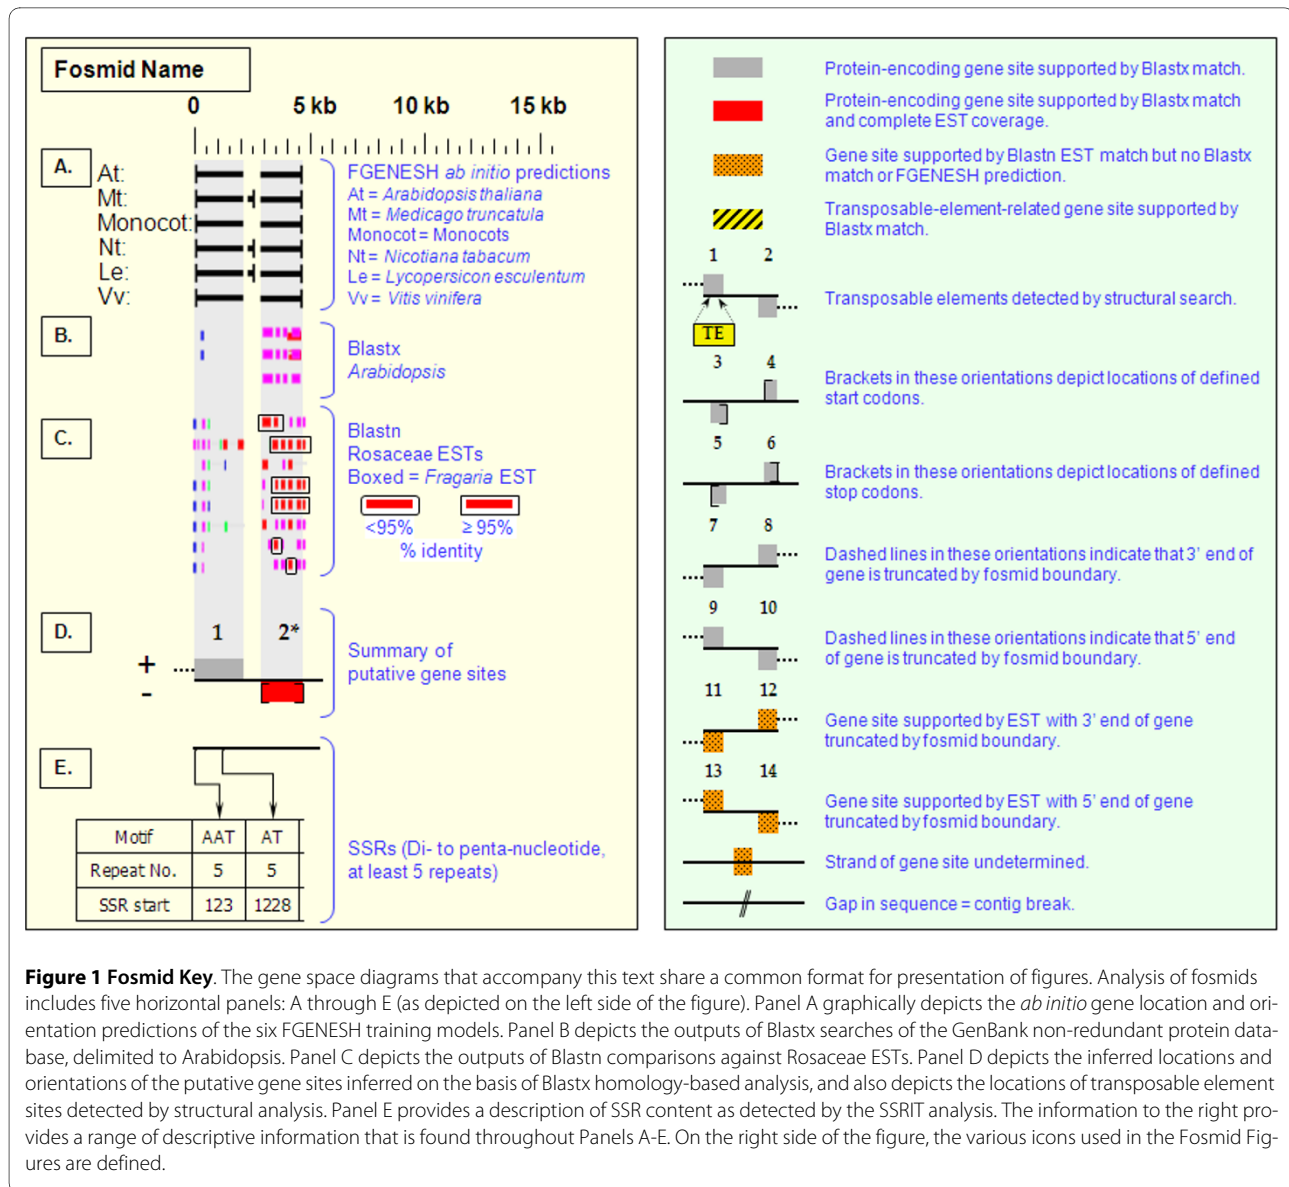 Fosmid Name
0 5 kb 10 kb 15 kb
A.
At:
Mt:
Monocot:
Nt:
Le:
Vv:
FGENESH ab initio predictions
At = Arabidopsis thaliana
Mt = Medicago truncatula
Monocot = Monocots
Nt = Nicotiana tabacum
Le = Lycopersicon esculentum
Vv = Vitis vinifera
B.
Blastx
Arabidopsis
C.
Blastn
Rosaceae ESTs
Boxed = Fragaria EST
<95% ≥ 95%
% identity
D.
1 2*
+
-
Summary of
putative gene sites
E.
Motif AAT AT
Repeat No. 5 5
SSR start 123 1228
SSRs (Di- to penta-nucleotide,
at least 5 repeats)
Protein-encoding gene site supported by Blastx match.
Protein-encoding gene site supported by Blastx match
and complete EST coverage.
Gene site supported by Blastn EST match but no Blastx
match or FGENESH prediction.
Transposable-element-related gene site supported by
Blastx match.
1 2
TE
Transposable elements detected by structural search.
3 4
Brackets in these orientations depict locations of defined
start codons.
5 6
Brackets in these orientations depict locations of defined
stop codons.
7 8
Dashed lines in these orientations indicate that 3' end of
gene is truncated by fosmid boundary.
9 10
Dashed lines in these orientations indicate that 5' end
of gene is truncated by fosmid boundary.
11 12
Gene site supported by EST with 3' end of gene
truncated by fosmid boundary.
13 14
Gene site supported by EST with 5' end of gene
truncated by fosmid boundary.
Strand of gene site undetermined.
Gap in sequence = contig break.
Figure 1 Fosmid Key. The gene space diagrams that accompany this text share a common format for presentation of figures. Analysis of fosmids
includes five horizontal panels: A through E (as depicted on the left side of the figure). Panel A graphically depicts the ab initio gene location and ori-
entation predictions of the six FGENESH training models. Panel B depicts the outputs of Blastx searches of the GenBank non-redundant protein data-
base, delimited to Arabidopsis. Panel C depicts the outputs of Blastn comparisons against Rosaceae ESTs. Panel D depicts the inferred locations and
orientations of the putative gene sites inferred on the basis of Blastx homology-based analysis, and also depicts the locations of transposable element
sites detected by structural analysis. Panel E provides a description of SSR content as detected by the SSRIT analysis. The information to the right pro-
vides a range of descriptive information that is found throughout Panels A-E. On the right side of the figure, the various icons used in the Fosmid Fig-
ures are defined.